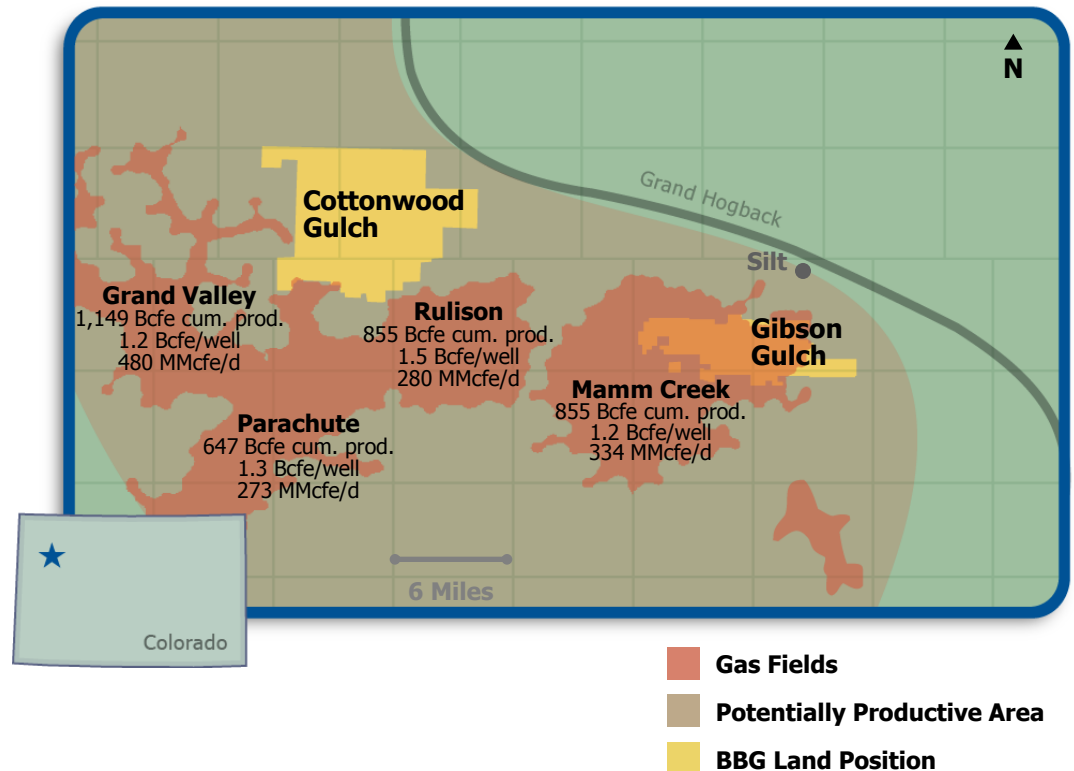 N
Grand Hogback
Cottonwood
Gulch
Silt
Grand Valley
1,149 Bcfe cum. prod.
1.2 Bcfe/well
480 MMcfe/d
Rulison
855 Bcfe cum. prod.
1.5 Bcfe/well
280 MMcfe/d
Gibson
Gulch
Mamm Creek
855 Bcfe cum. prod.
1.2 Bcfe/well
334 MMcfe/d
Parachute
647 Bcfe cum. prod.
1.3 Bcfe/well
273 MMcfe/d
6 Miles
Colorado
Gas Fields
Potentially Productive Area
BBG Land Position